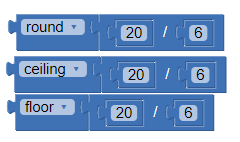 round 20 / 6
ceiling 20 / 6
floor 20 / 6